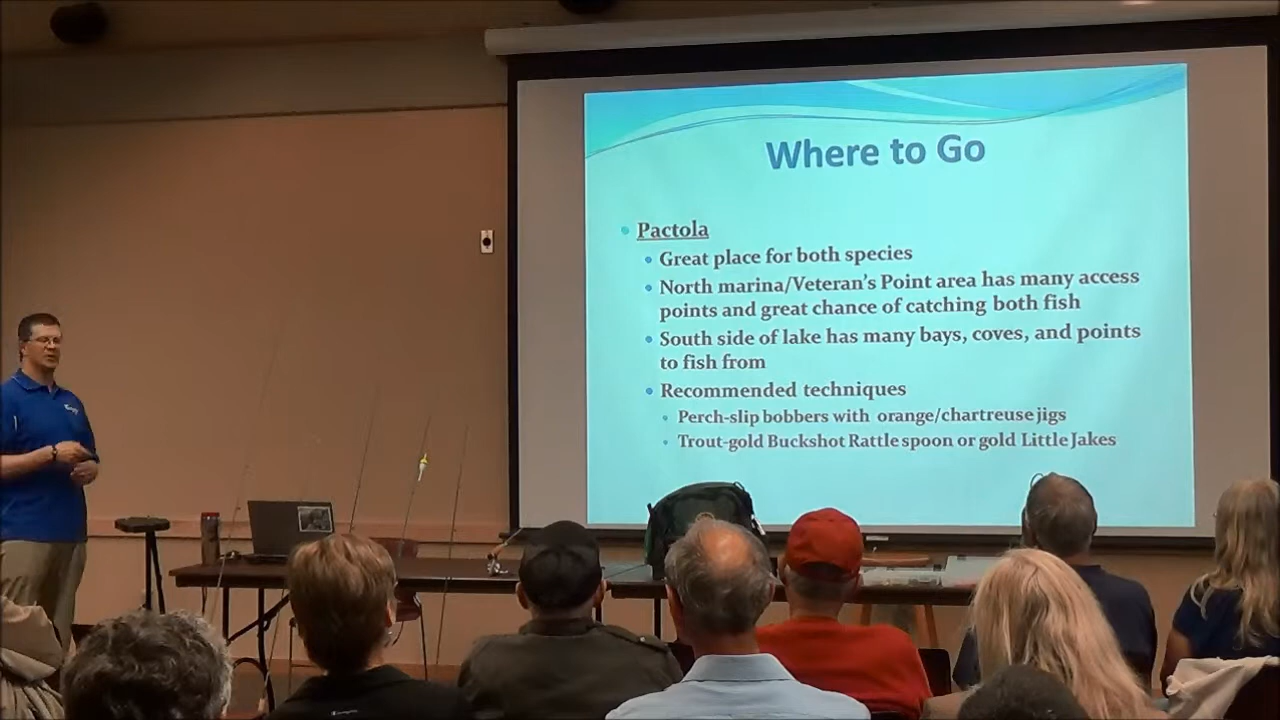 Where to Go
Pactola
Great place for both species
North marina/Veteran's Point area has many access
points and great chance of catching both fish
South side of lake has many bays, coves, and points
to fish from
Recommended techniques
Perch-slip bobbers with orange/chartreuse jigs
Trout-gold Buckshot Rattle spoon or gold Little Jakes